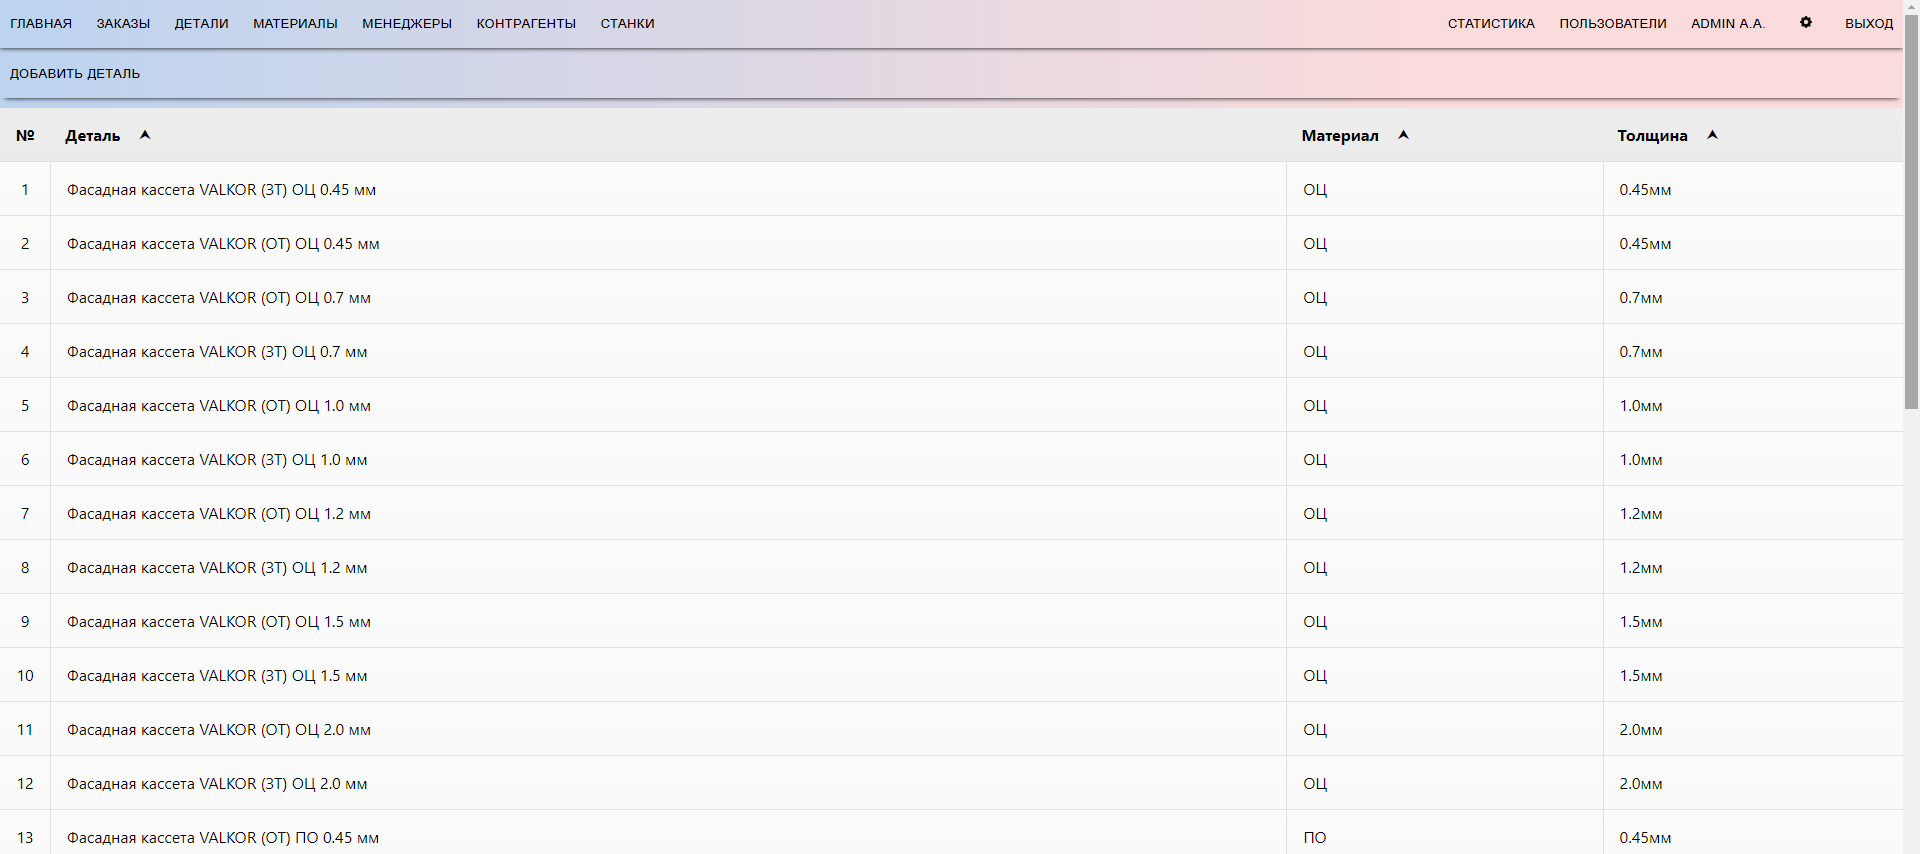 ГЛАВНАЯ ЗАКАЗЫ ДЕТАЛИ МАТЕРИАЛЫ МЕНЕДЖЕРЫ КОНТРАГЕНТЫ СТАНКИ СТАТИСТИКА ПОЛЬЗОВАТЕЛИ ADMIN A.A. ВЫХОД
ДОБАВИТЬ ДЕТАЛЬ
№ Деталь Материал Толщина
1 Фасадная кассета VALKOR (ЗТ) ОЦ 0.45 мм ОЦ 0.45мм
2 Фасадная кассета VALKOR (ОТ) ОЦ 0.45 мм ОЦ 0.45мм
3 Фасадная кассета VALKOR (ОТ) ОЦ 0.7 мм ОЦ 0.7мм
4 Фасадная кассета VALKOR (ЗТ) ОЦ 0.7 мм ОЦ 0.7мм
5 Фасадная кассета VALKOR (ОТ) ОЦ 1.0 мм ОЦ 1.0мм
6 Фасадная кассета VALKOR (ЗТ) ОЦ 1.0 мм ОЦ 1.0мм
7 Фасадная кассета VALKOR (ОТ) ОЦ 1.2 мм ОЦ 1.2мм
8 Фасадная кассета VALKOR (ЗТ) ОЦ 1.2 мм ОЦ 1.2мм
9 Фасадная кассета VALKOR (ОТ) ОЦ 1.5 мм ОЦ 1.5мм
10 Фасадная кассета VALKOR (ЗТ) ОЦ 1.5 мм ОЦ 1.5мм
11 Фасадная кассета VALKOR (ОТ) ОЦ 2.0 мм ОЦ 2.0мм
12 Фасадная кассета VALKOR (ЗТ) ОЦ 2.0 мм ОЦ 2.0мм
13 Фасадная кассета VALKOR (ОТ) ПО 0.45 мм ПО 0.45мм